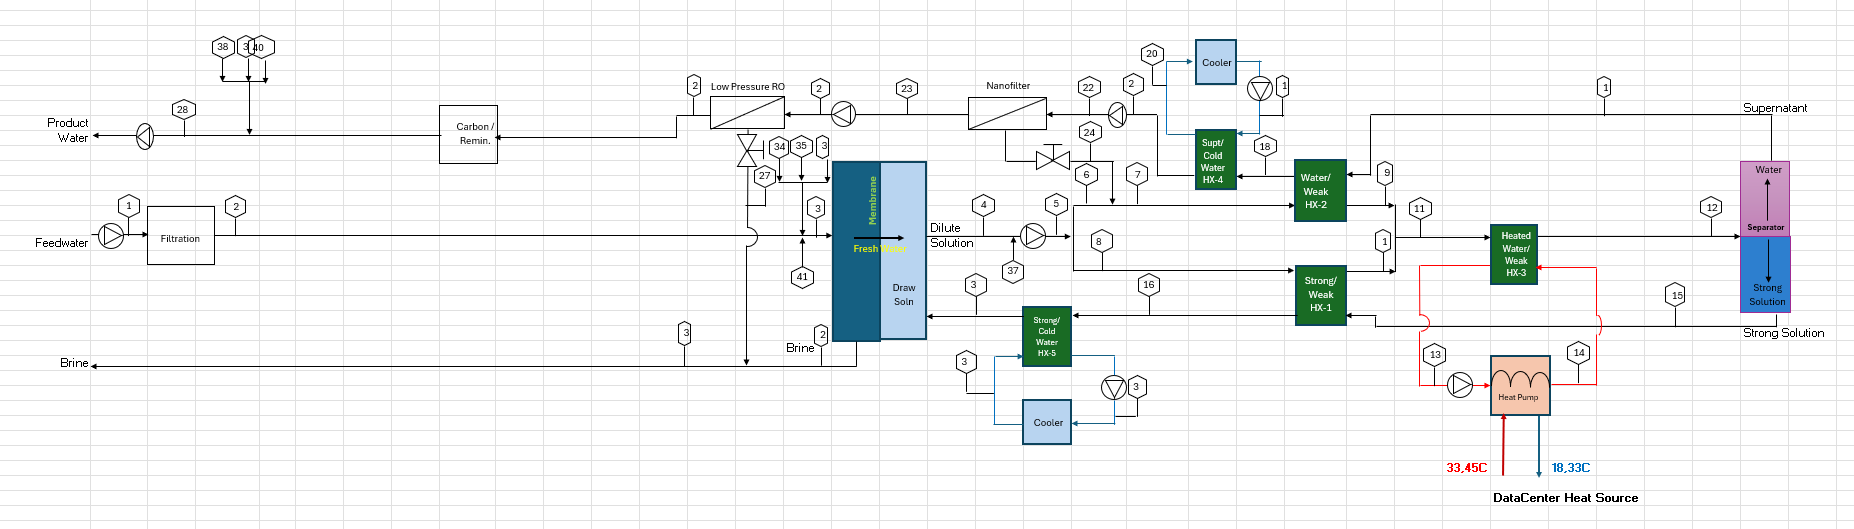 38
3
40
28
Product
Water
Carbon /
Remin.
2
Low Pressure RO
2
23
Nanofilter
22
2
20
Cooler
1
1
Supernatant
34
35
3
27
24
6
7
Supt/
Cold
Water
HX-4
18
Water/
Weak
HX-2
9
Water
1
2
Feedwater
Filtration
3
Membrane
Fresh Water
Dilute
Solution
4
5
8
11
1
12
Heated
Water/
Weak
HX-3
Separator
Strong
Solution
41
37
Draw
Soln
3
16
Strong/
Weak
HX-1
15
Strong Solution
Brine
3
Brine
2
Strong/
Cold
Water
HX-5
3
3
Cooler
13
14
Heat Pump
33,45C
18,33C
DataCenter Heat Source